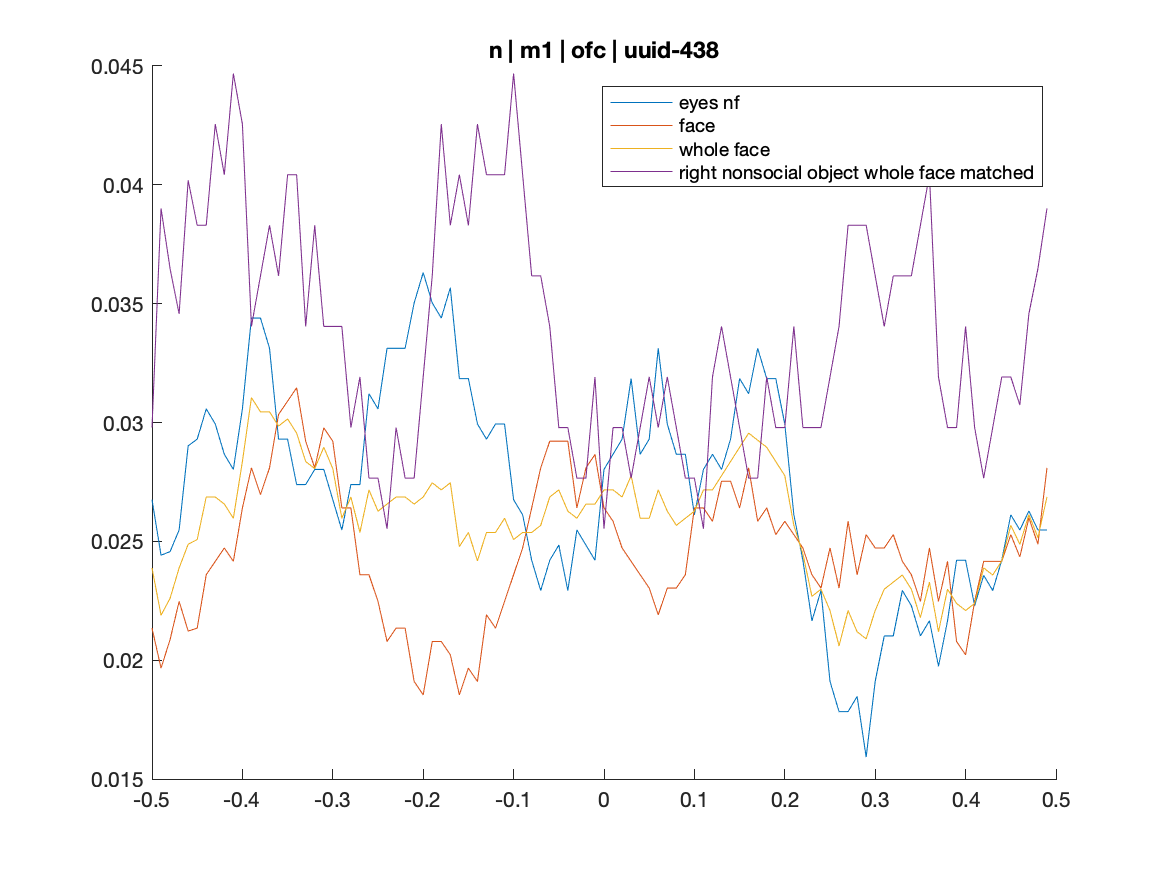 n | m1 | ofc | uuid-438
0.045
0.04
0.035
0.03
0.025
0.02
0.015
eyes nf
face
whole face
right nonsocial object whole face matched
-0.5 -0.4 -0.3 -0.2 -0.1 0 0.1 0.2 0.3 0.4 0.5